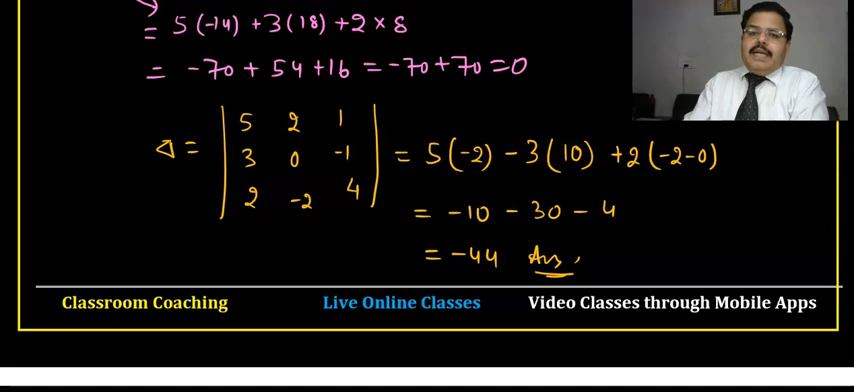 = 5 (-14) + 3 (18) + 2 × 8
= -70 + 54 + 16 = -70 + 70 = 0
Δ = | 5 2 1 |
| 3 0 -1 | = 5 (-2) - 3 (10) + 2 (-2-0)
| 2 -2 4 |
= -10 - 30 - 4
= -44 Ans,
Classroom Coaching Live Online Classes Video Classes through Mobile Apps